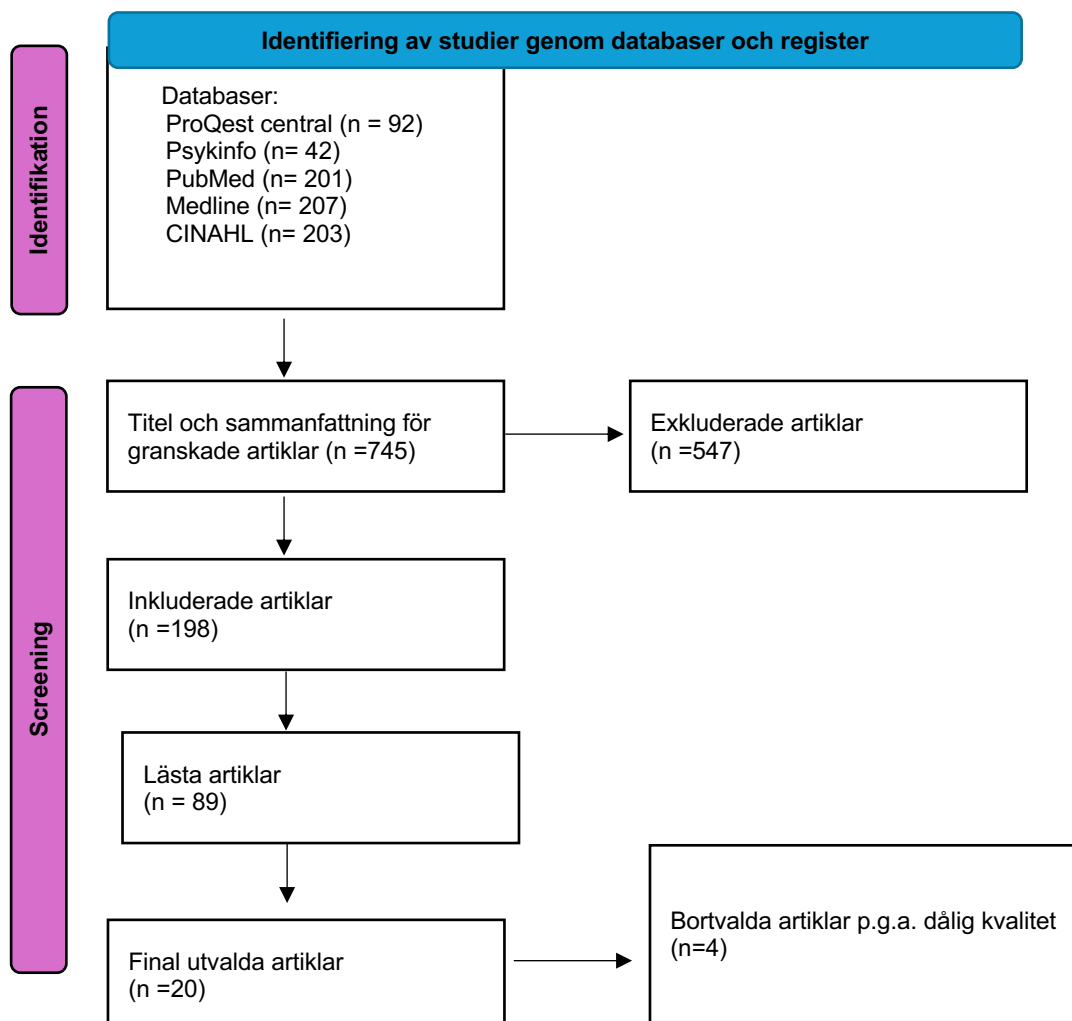 Identifiering av studier genom databaser och register
Identifikation
Databaser:
ProQest central (n = 92)
Psykinfo (n= 42)
PubMed (n= 201)
Medline (n= 207)
CINAHL (n= 203)
Screening
Titel och sammanfattning för
granskade artiklar (n =745)
Exkluderade artiklar
(n =547)
Inkluderade artiklar
(n =198)
Lästa artiklar
(n = 89)
Final utvalda artiklar
(n =20)
Bortvalda artiklar p.g.a. dålig kvalitet
(n=4)